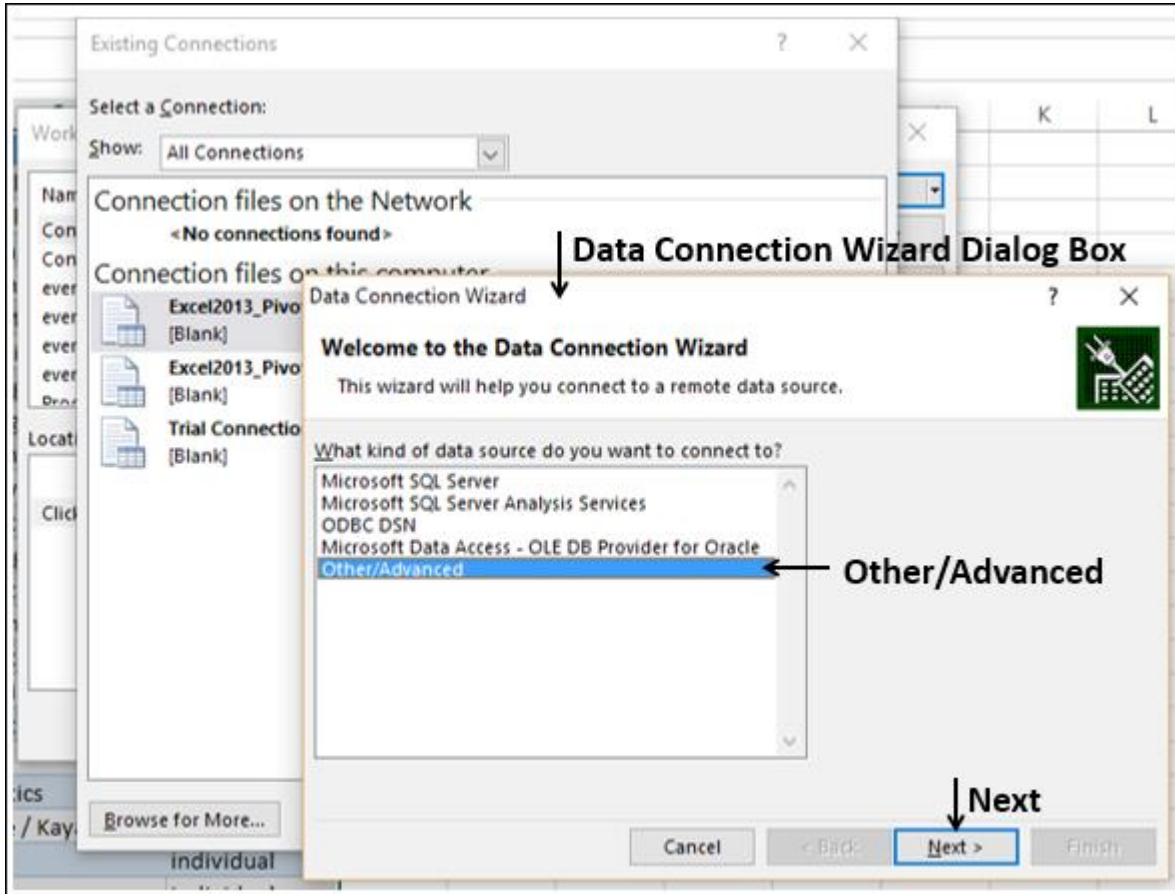 Existing Connections ?
Select a Connection:
Show: All Connections
K L
Connection files on the Network
<No connections found>
Connection files on this computer
Excel2013_Pivo
[Blank]
Excel2013_Pivo
[Blank]
Trial Connectio
[Blank]
Browse for More...
Work
Nam
Con
Con
ever
ever
ever
ever
Locati
Click
tics
/ Kay
individual
Data Connection Wizard Dialog Box
Data Connection Wizard ?
Welcome to the Data Connection Wizard
This wizard will help you connect to a remote data source.
What kind of data source do you want to connect to?
Microsoft SQL Server
Microsoft SQL Server Analysis Services
ODBC DSN
Microsoft Data Access - OLE DB Provider for Oracle
Other/Advanced
Other/Advanced
Next
Cancel < Back Next > Finish